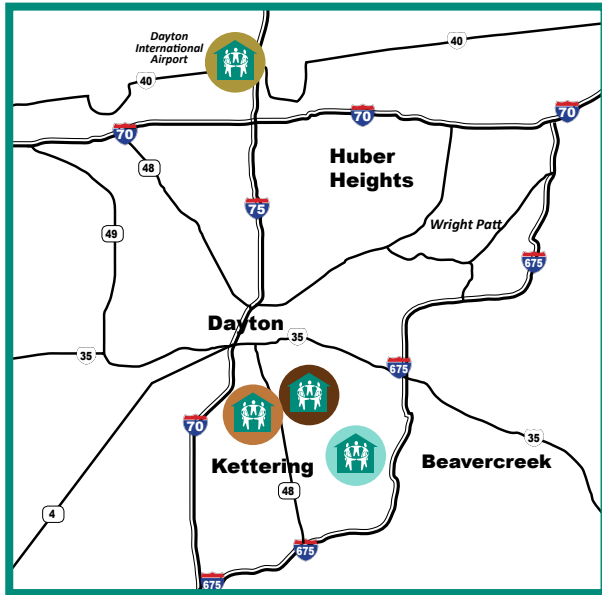 Dayton
International
Airport
40
40
70
70
70
48
Huber
Heights
75
49
Wright Patt
675
Dayton
35
35
675
70
Kettering
Beavercreek
35
48
4
675
675